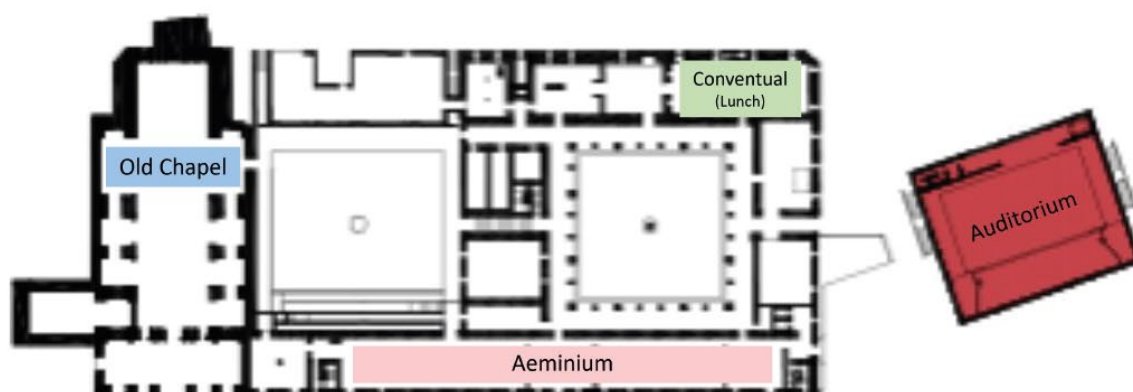 Conventual
(Lunch)
Old Chapel
Auditorium
Aeminium